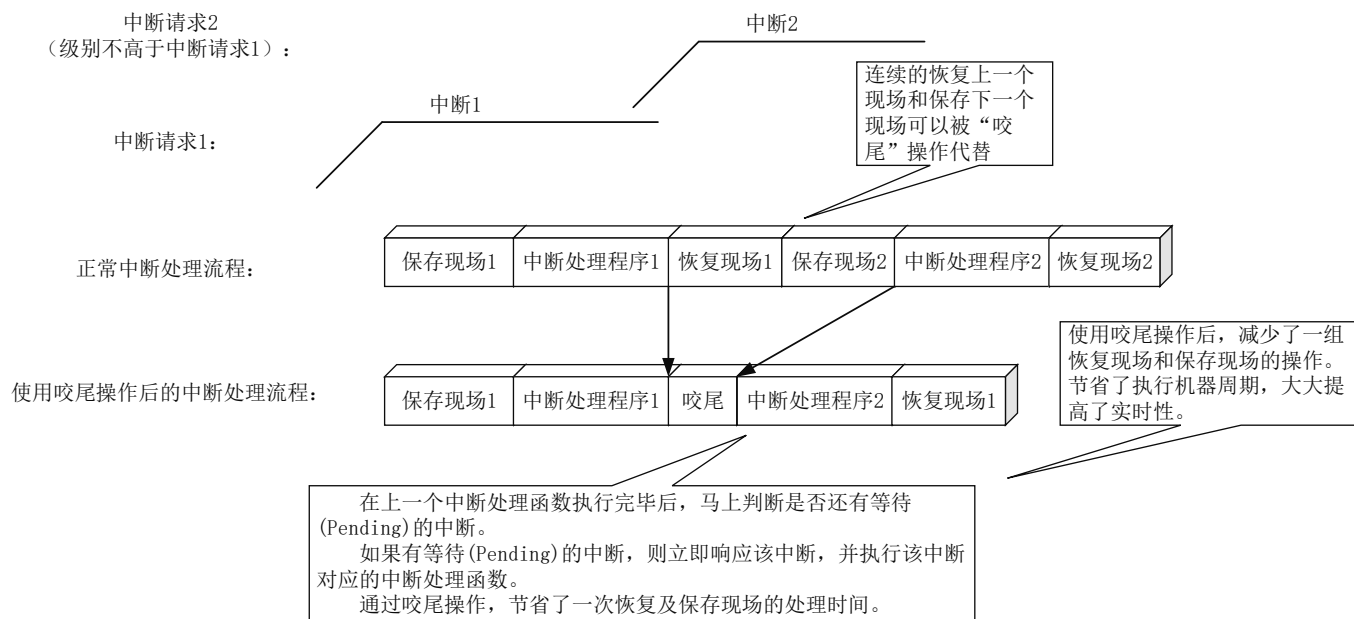 中断请求2
（级别不高于中断请求1）：
中断2
连续的恢复上一个
现场和保存下一个
现场可以被“咬
尾”操作代替
中断1
中断请求1：
正常中断处理流程：
保存现场1
中断处理程序1
恢复现场1
保存现场2
中断处理程序2
恢复现场2
使用咬尾操作后，减少了一组
恢复现场和保存现场的操作。
节省了执行机器周期，大大提
高了实时性。
使用咬尾操作后的中断处理流程：
保存现场1
中断处理程序1
咬尾
中断处理程序2
恢复现场1
在上一个中断处理函数执行完毕后，马上判断是否还有等待
(Pending)的中断。
如果有等待(Pending)的中断，则立即响应该中断，并执行该中断
对应的中断处理函数。
通过咬尾操作，节省了一次恢复及保存现场的处理时间。